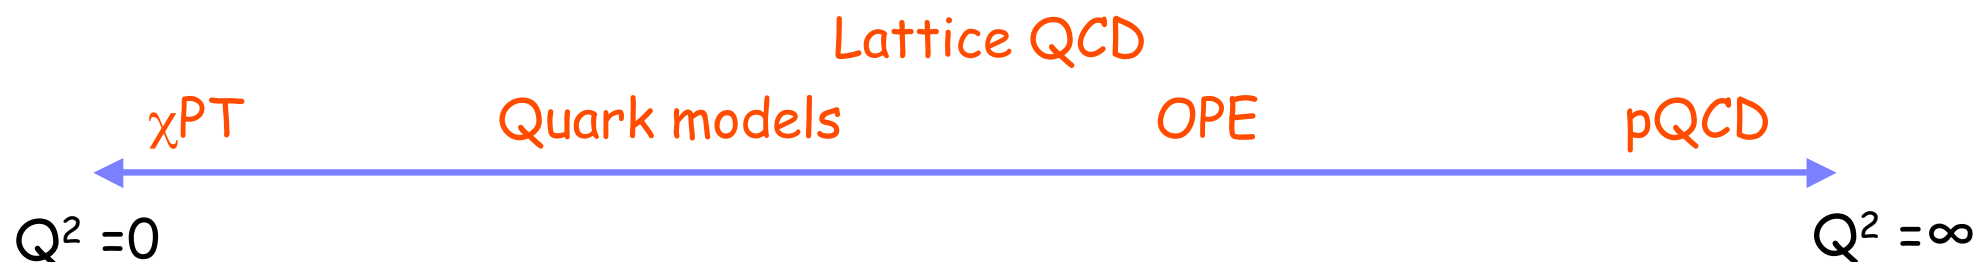 Lattice QCD
χPT Quark models OPE pQCD
Q² =0 Q² =∞